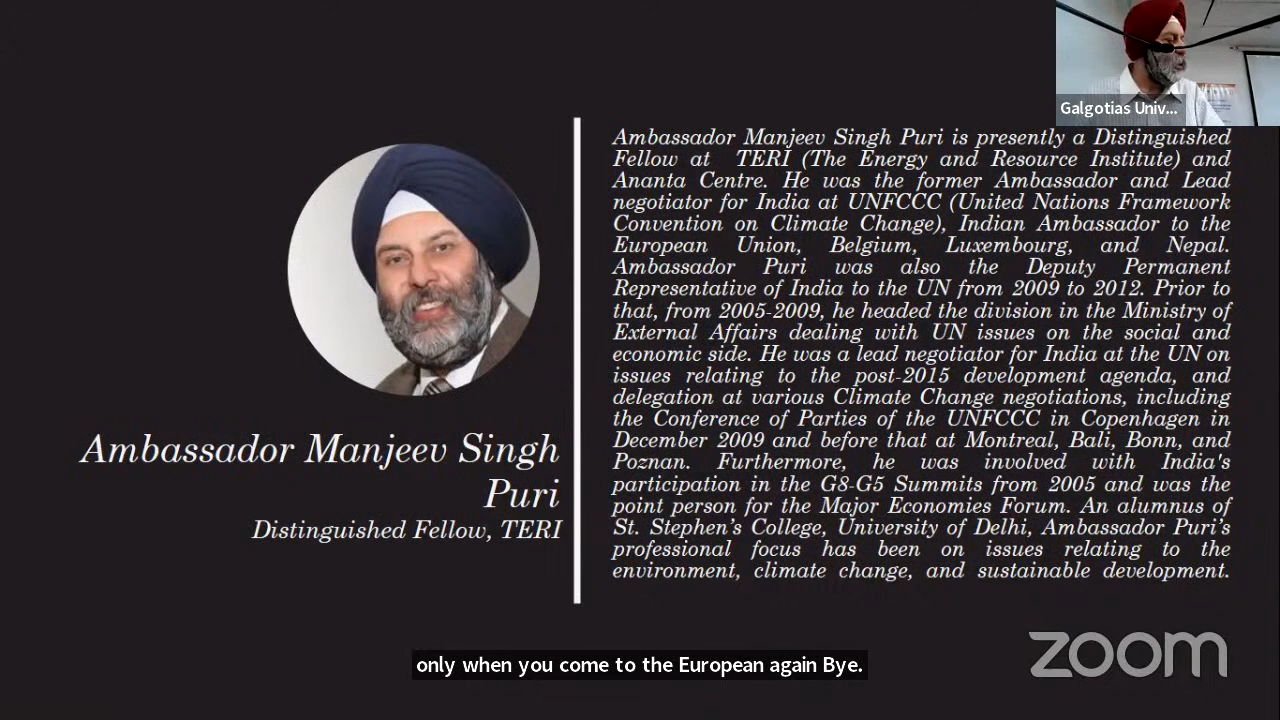 Galgotias Univ...
Ambassador Manjeev Singh Puri is presently a Distinguished
Fellow at TERI (The Energy and Resource Institute) and
Ananta Centre. He was the former Ambassador and Lead
negotiator for India at UNFCCC (United Nations Framework
Convention on Climate Change), Indian Ambassador to the
European Union, Belgium, Luxembourg, and Nepal.
Ambassador Puri was also the Deputy Permanent
Representative of India to the UN from 2009 to 2012. Prior to
that, from 2005-2009, he headed the division in the Ministry of
External Affairs dealing with UN issues on the social and
economic side. He was a lead negotiator for India at the UN on
issues relating to the post-2015 development agenda, and
delegation at various Climate Change negotiations, including
the Conference of Parties of the UNFCCC in Copenhagen in
December 2009 and before that at Montreal, Bali, Bonn, and
Poznan. Furthermore, he was involved with India's
participation in the G8-G5 Summits from 2005 and was the
point person for the Major Economies Forum. An alumnus of
St. Stephen’s College, University of Delhi, Ambassador Puri’s
professional focus has been on issues relating to the
environment, climate change, and sustainable development.
Ambassador Manjeev Singh
Puri
Distinguished Fellow, TERI
only when you come to the European again Bye.
zoom